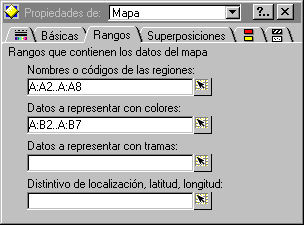 Propiedades de: Mapa ?..
Básicas Rangos Superposiciones
Rangos que contienen los datos del mapa
Nombres o códigos de las regiones:
A:A2..A:A8
Datos a representar con colores:
A:B2..A:B7
Datos a representar con tramas:
Distintivo de localización, latitud, longitud: